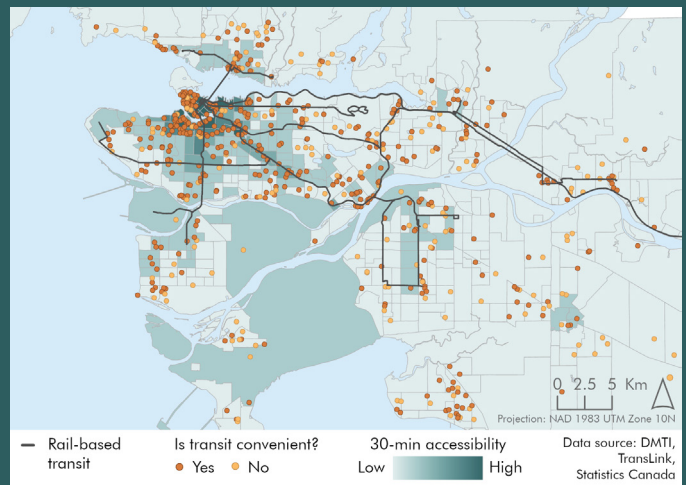 0 2.5 5 Km
Projection: NAD 1983 UTM Zone 10N
Rail-based
transit
Is transit convenient?
Yes No
30-min accessibility
Low High
Data source: DMTI,
TransLink,
Statistics Canada